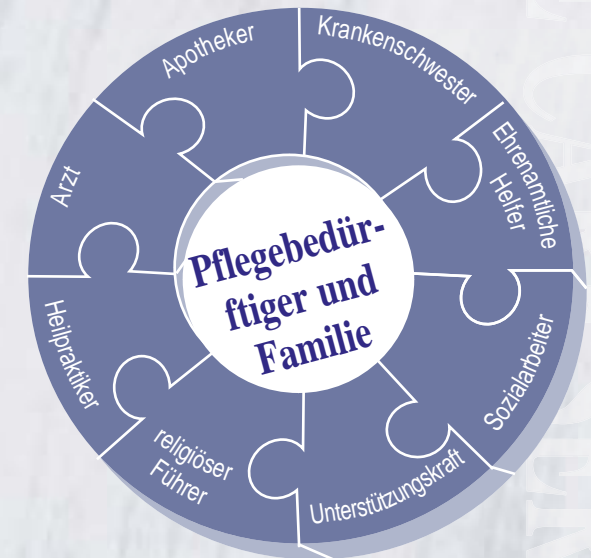 Apotheker
Krankenschwester
Ehrenamtliche
Helfer
Sozialarbeiter
Unterstützungskraft
religiöser
Führer
Heilpraktiker
Arzt
Pflegebedür-
ftiger und
Familie